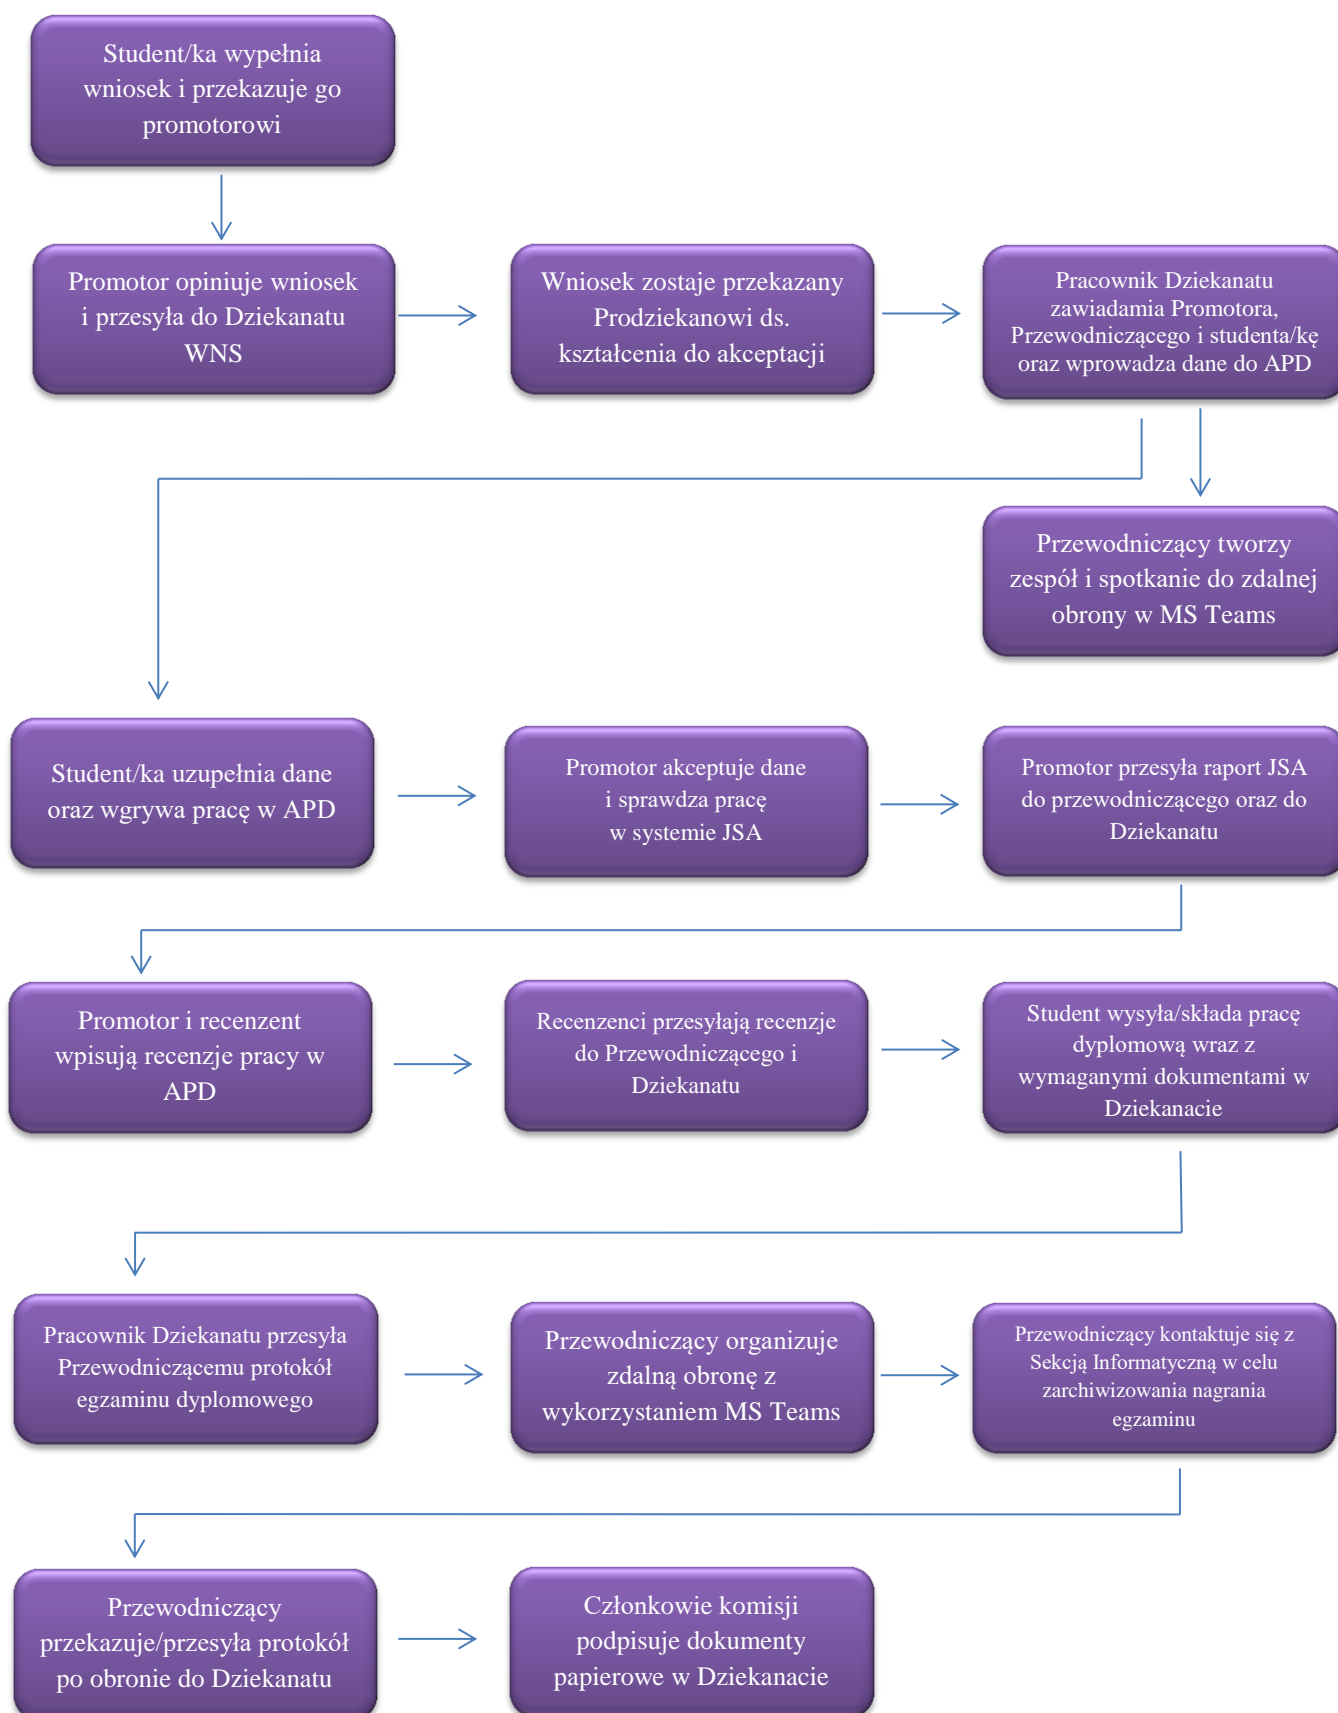 Student/ka wypełnia
wniosek i przekazuje go
promotorowi
Promotor opiniuje wniosek
i przesyła do Dziekanatu
WNS
Wniosek zostaje przekazany
Prodziekanowi ds.
kształcenia do akceptacji
Pracownik Dziekanatu
zawiadamia Promotora,
Przewodniczącego i studenta/kę
oraz wprowadza dane do APD
Przewodniczący tworzy
zespół i spotkanie do zdalnej
obrony w MS Teams
Student/ka uzupełnia dane
oraz wgrywa pracę w APD
Promotor akceptuje dane
i sprawdza pracę
w systemie JSA
Promotor przesyła raport JSA
do przewodniczącego oraz do
Dziekanatu
Promotor i recenzent
wpisują recenzje pracy w
APD
Recenzenci przesyłają recenzje
do Przewodniczącego i
Dziekanatu
Student wysyła/składa pracę
dyplomową wraz z
wymaganymi dokumentami w
Dziekanacie
Pracownik Dziekanatu przesyła
Przewodniczącemu protokół
egzaminu dyplomowego
Przewodniczący organizuje
zdalną obronę z
wykorzystaniem MS Teams
Przewodniczący kontaktuje się z
Sekcją Informatyczną w celu
zarchiwizowania nagrania
egzaminu
Przewodniczący
przekazuje/przesyła protokół
po obronie do Dziekanatu
Członkowie komisji
podpisuje dokumenty
papierowe w Dziekanacie